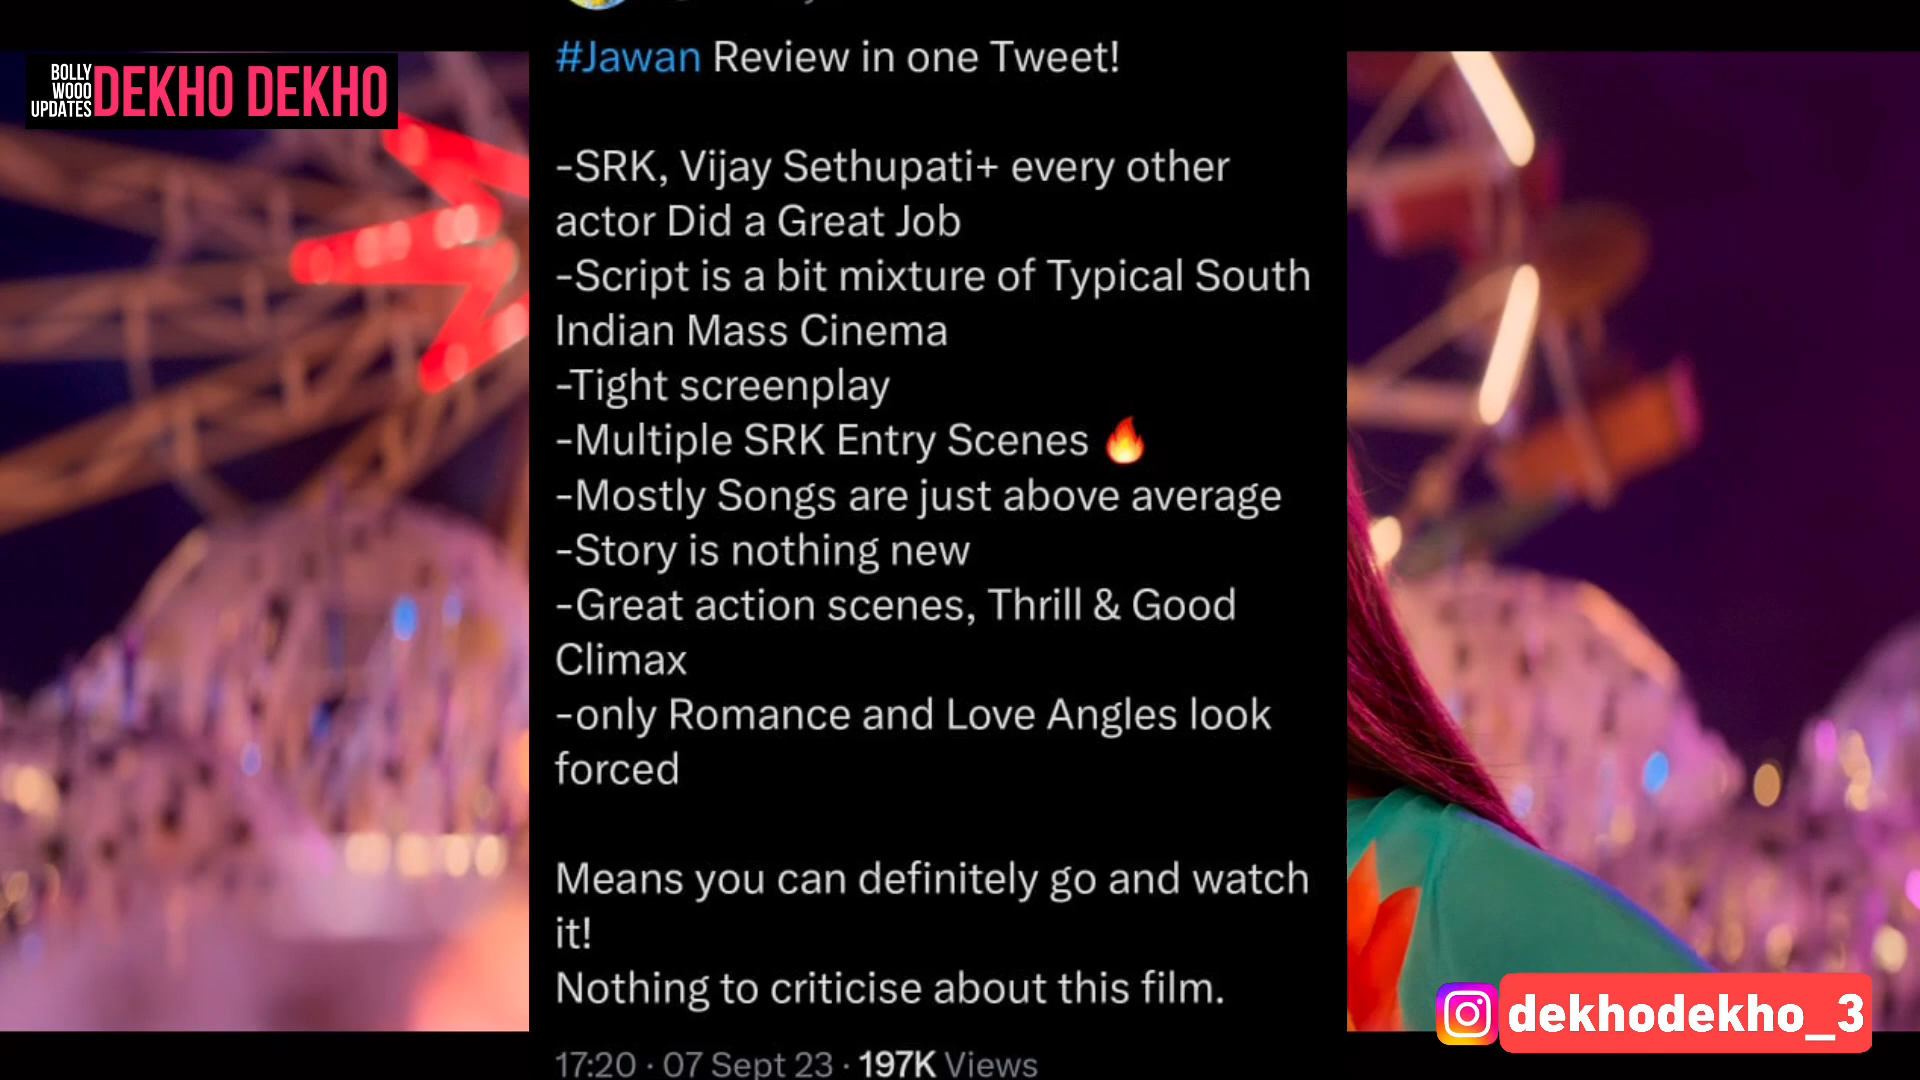 BOLLY
WOOD
UPDATES
DEKHO DEKHO
#Jawan Review in one Tweet!
-SRK, Vijay Sethupati+ every other
actor Did a Great Job
-Script is a bit mixture of Typical South
Indian Mass Cinema
-Tight screenplay
-Multiple SRK Entry Scenes 🔥
-Mostly Songs are just above average
-Story is nothing new
-Great action scenes, Thrill & Good
Climax
-only Romance and Love Angles look
forced
Means you can definitely go and watch
it!
Nothing to criticise about this film.
17:20 · 07 Sept 23 · 197K Views
dekhodekho_3